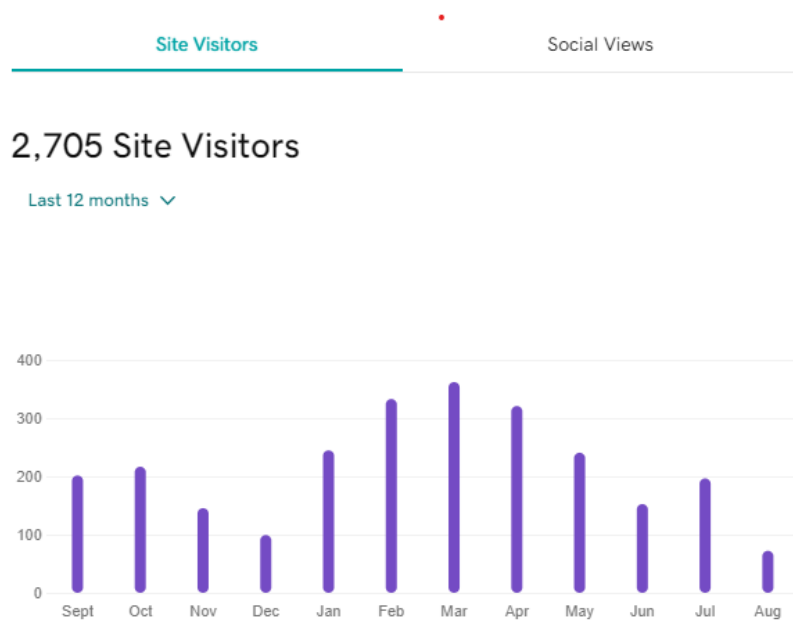 Site Visitors
Social Views
2,705 Site Visitors
Last 12 months
400
300
200
100
0
Sept Oct Nov Dec Jan Feb Mar Apr May Jun Jul Aug